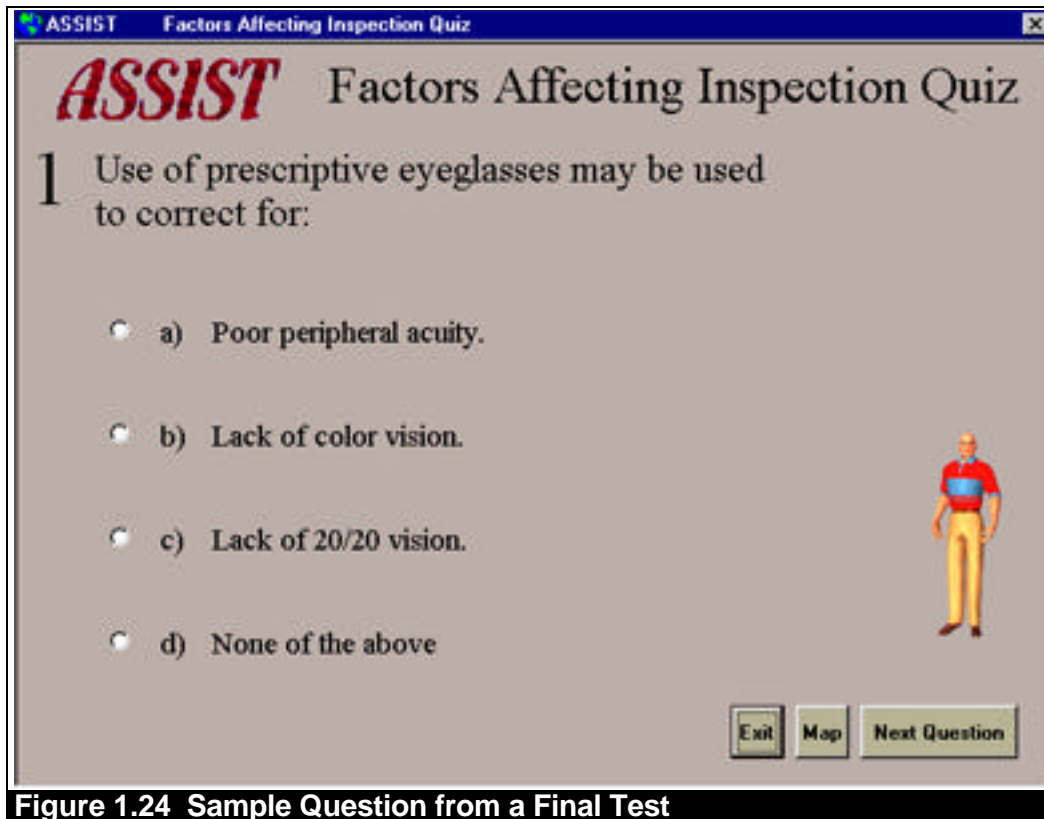 ASSIST Factors Affecting Inspection Quiz
ASSIST Factors Affecting Inspection Quiz
1 Use of prescriptive eyeglasses may be used
to correct for:
a) Poor peripheral acuity.
b) Lack of color vision.
c) Lack of 20/20 vision.
d) None of the above
Exit Map Next Question
Figure 1.24 Sample Question from a Final Test